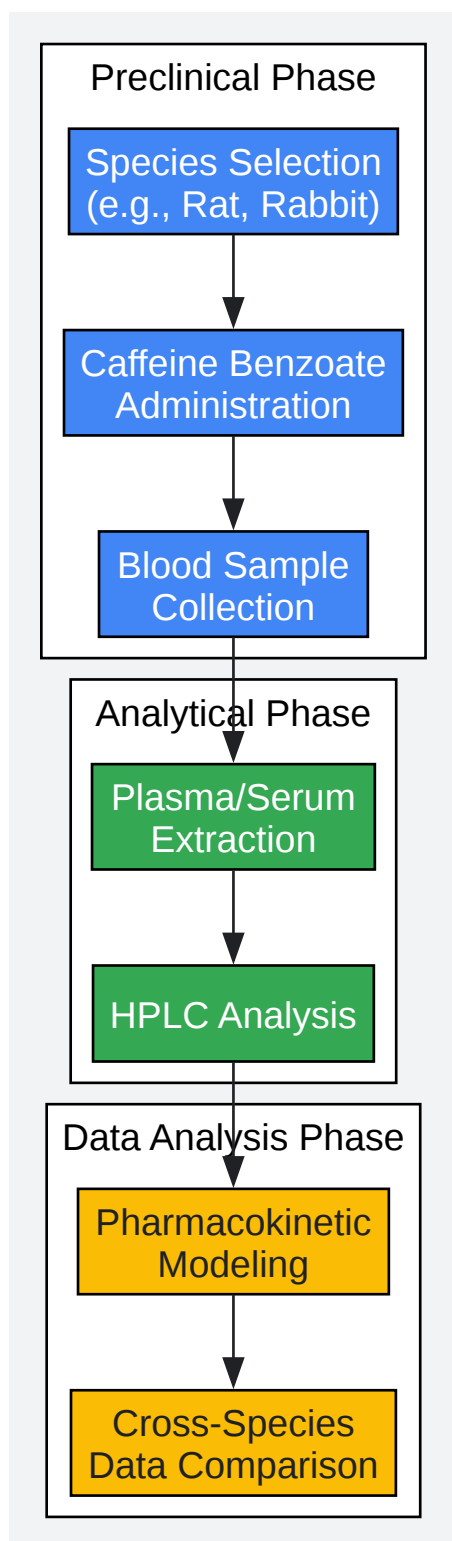 Preclinical Phase
Species Selection
(e.g., Rat, Rabbit)
Caffeine Benzoate
Administration
Blood Sample
Collection
Analytical Phase
Plasma/Serum
Extraction
HPLC Analysis
Data Analysis Phase
Pharmacokinetic
Modeling
Cross-Species
Data Comparison